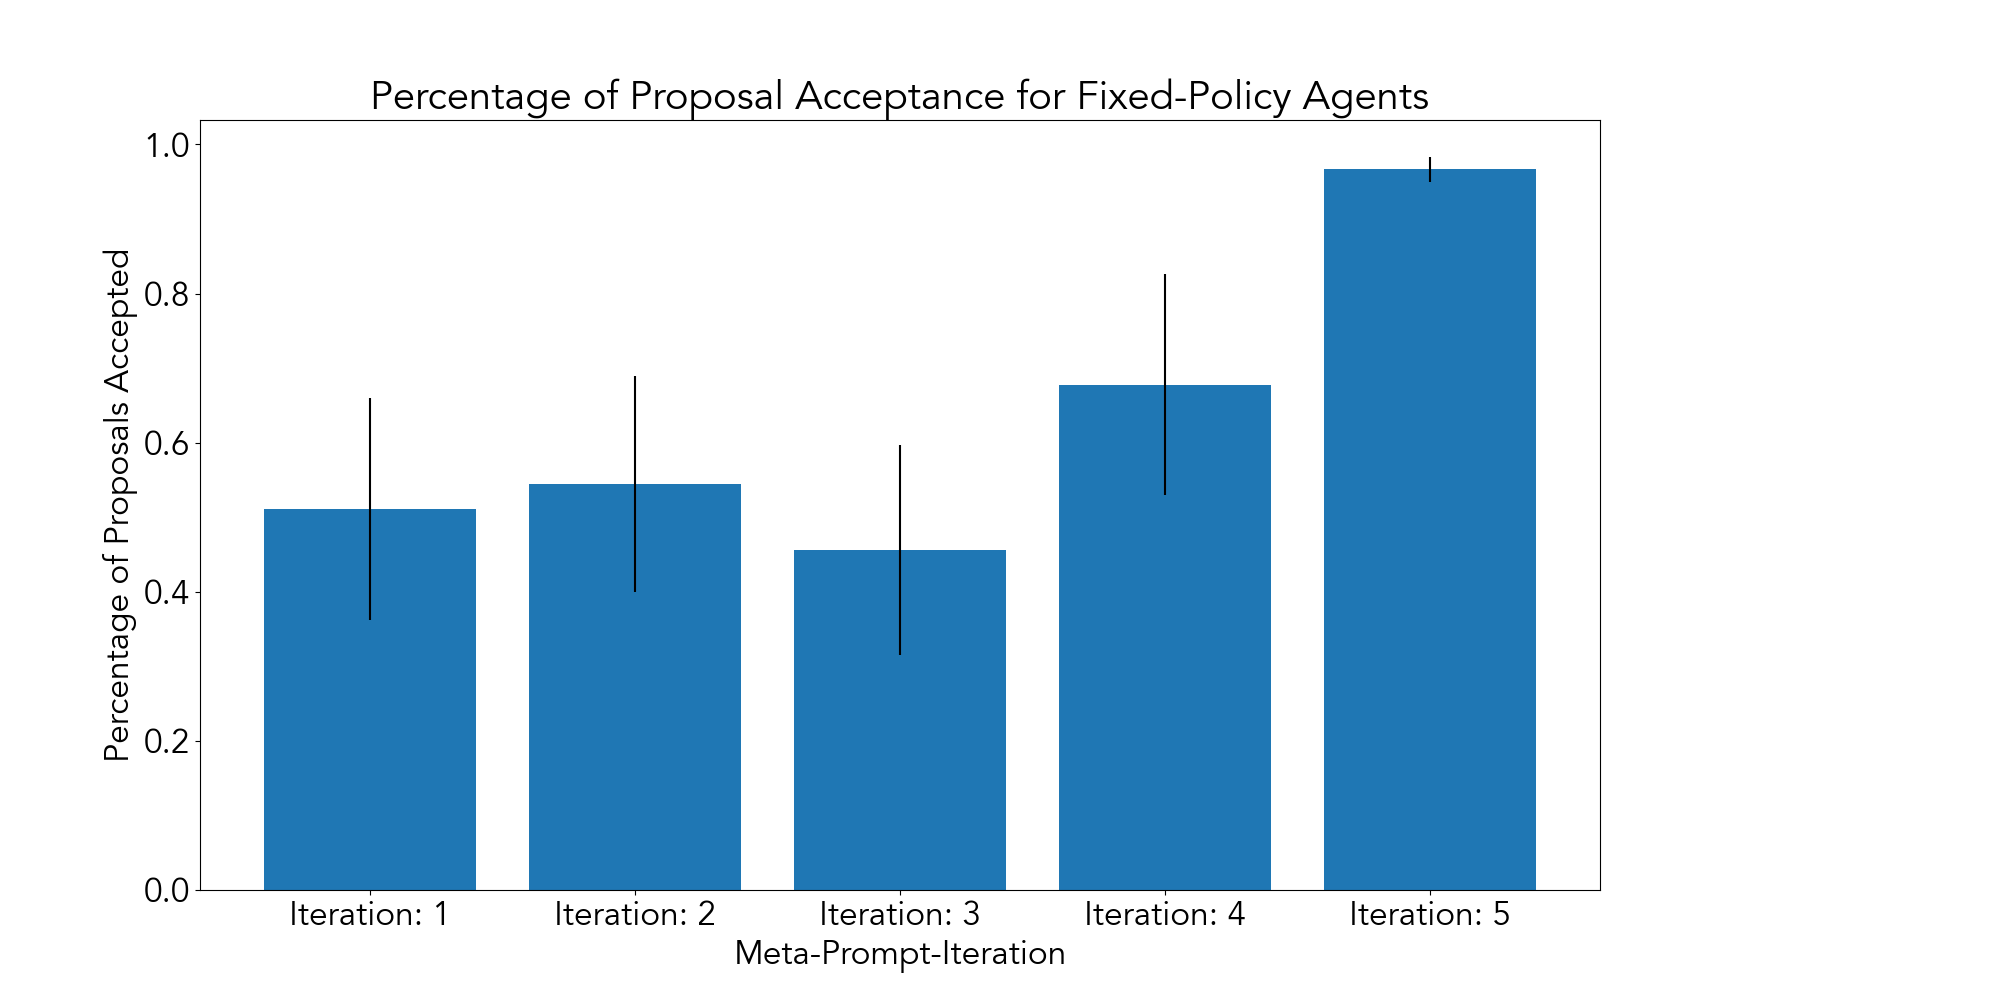 Percentage of Proposal Acceptance for Fixed-Policy Agents
Percentage of Proposals Accepted
1.0
0.8
0.6
0.4
0.2
0.0
Iteration: 1
Iteration: 2
Iteration: 3
Iteration: 4
Iteration: 5
Meta-Prompt-Iteration